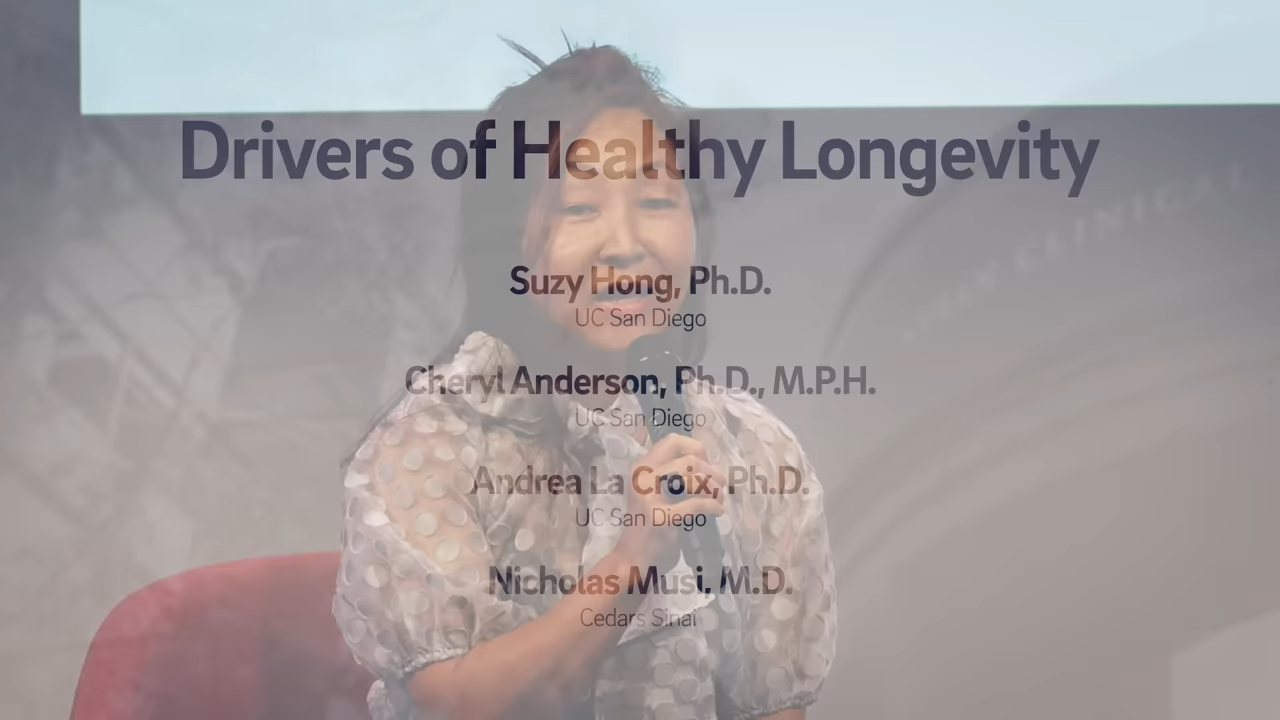 Drivers of Healthy Longevity
Suzy Hong, Ph.D.
UC San Diego
Cheryl Anderson, Ph.D., M.P.H.
UC San Diego
Andrea La Croix, Ph.D.
UC San Diego
Nicholas Musi, M.D.
Cedars Sinai
CLINICAL